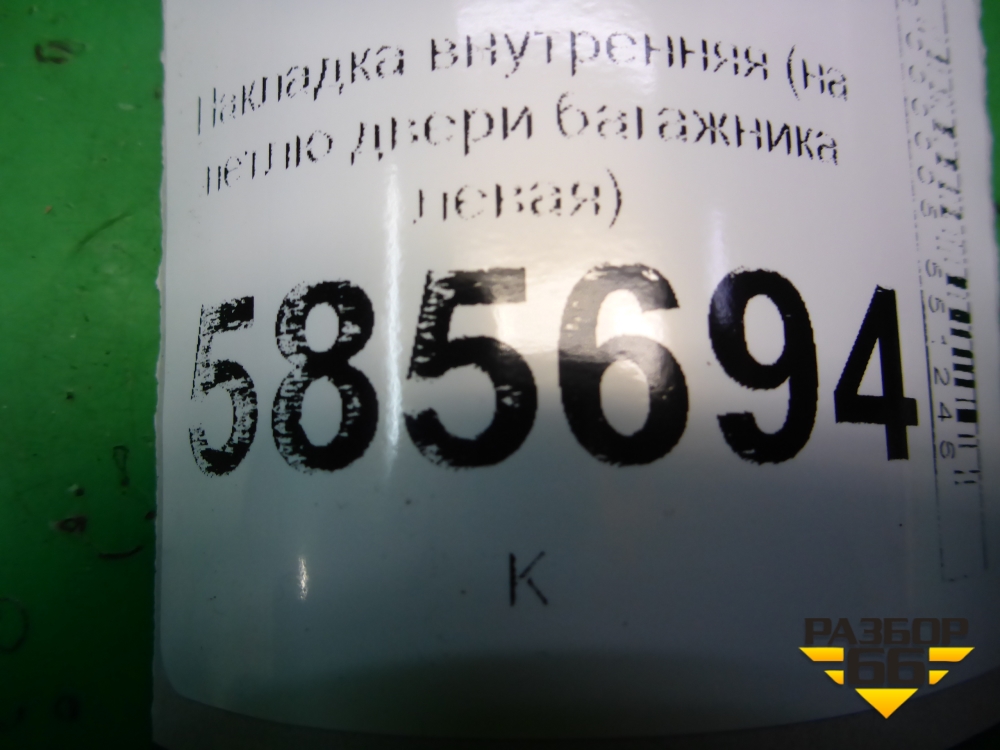 Накладка внутренняя (на
петлю двери багажника
левая)
585694
К
РАЗБОР
66